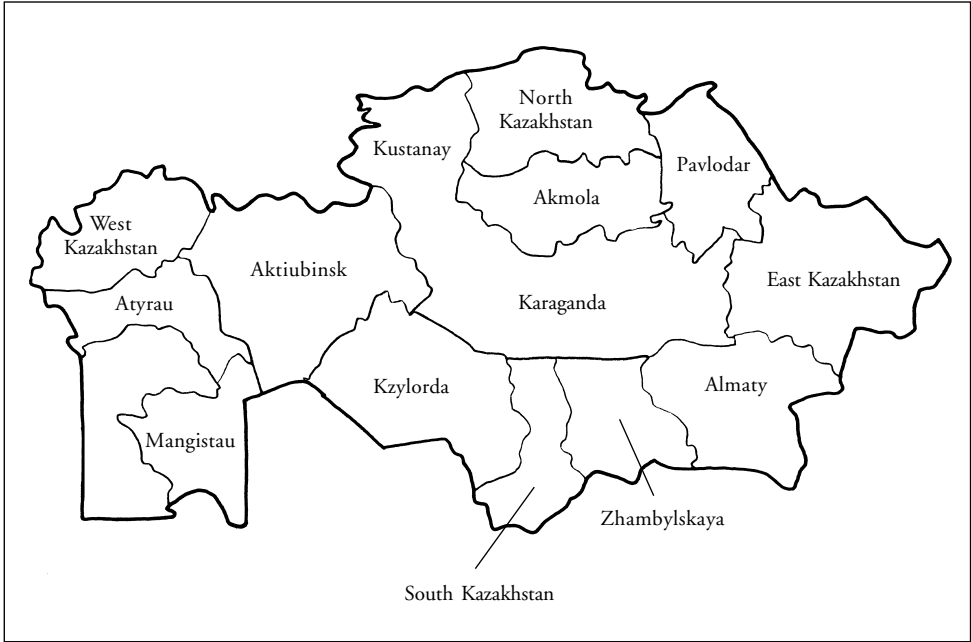 North
Kazakhstan
Kustanay
Pavlodar
Akmola
West
Kazakhstan
Aktiubinsk
East Kazakhstan
Atyrau
Karaganda
Kzylorda
Almaty
Mangistau
Zhambylskaya
South Kazakhstan